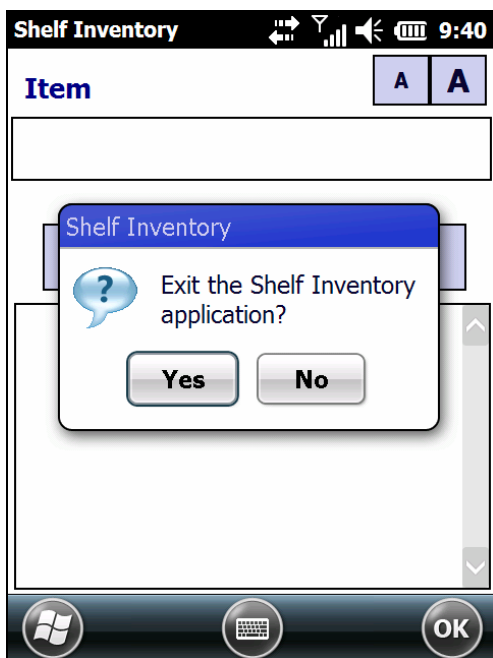 Shelf Inventory 9:40
Item A A
Shelf Inventory
?
Exit the Shelf Inventory
application?
Yes No
OK